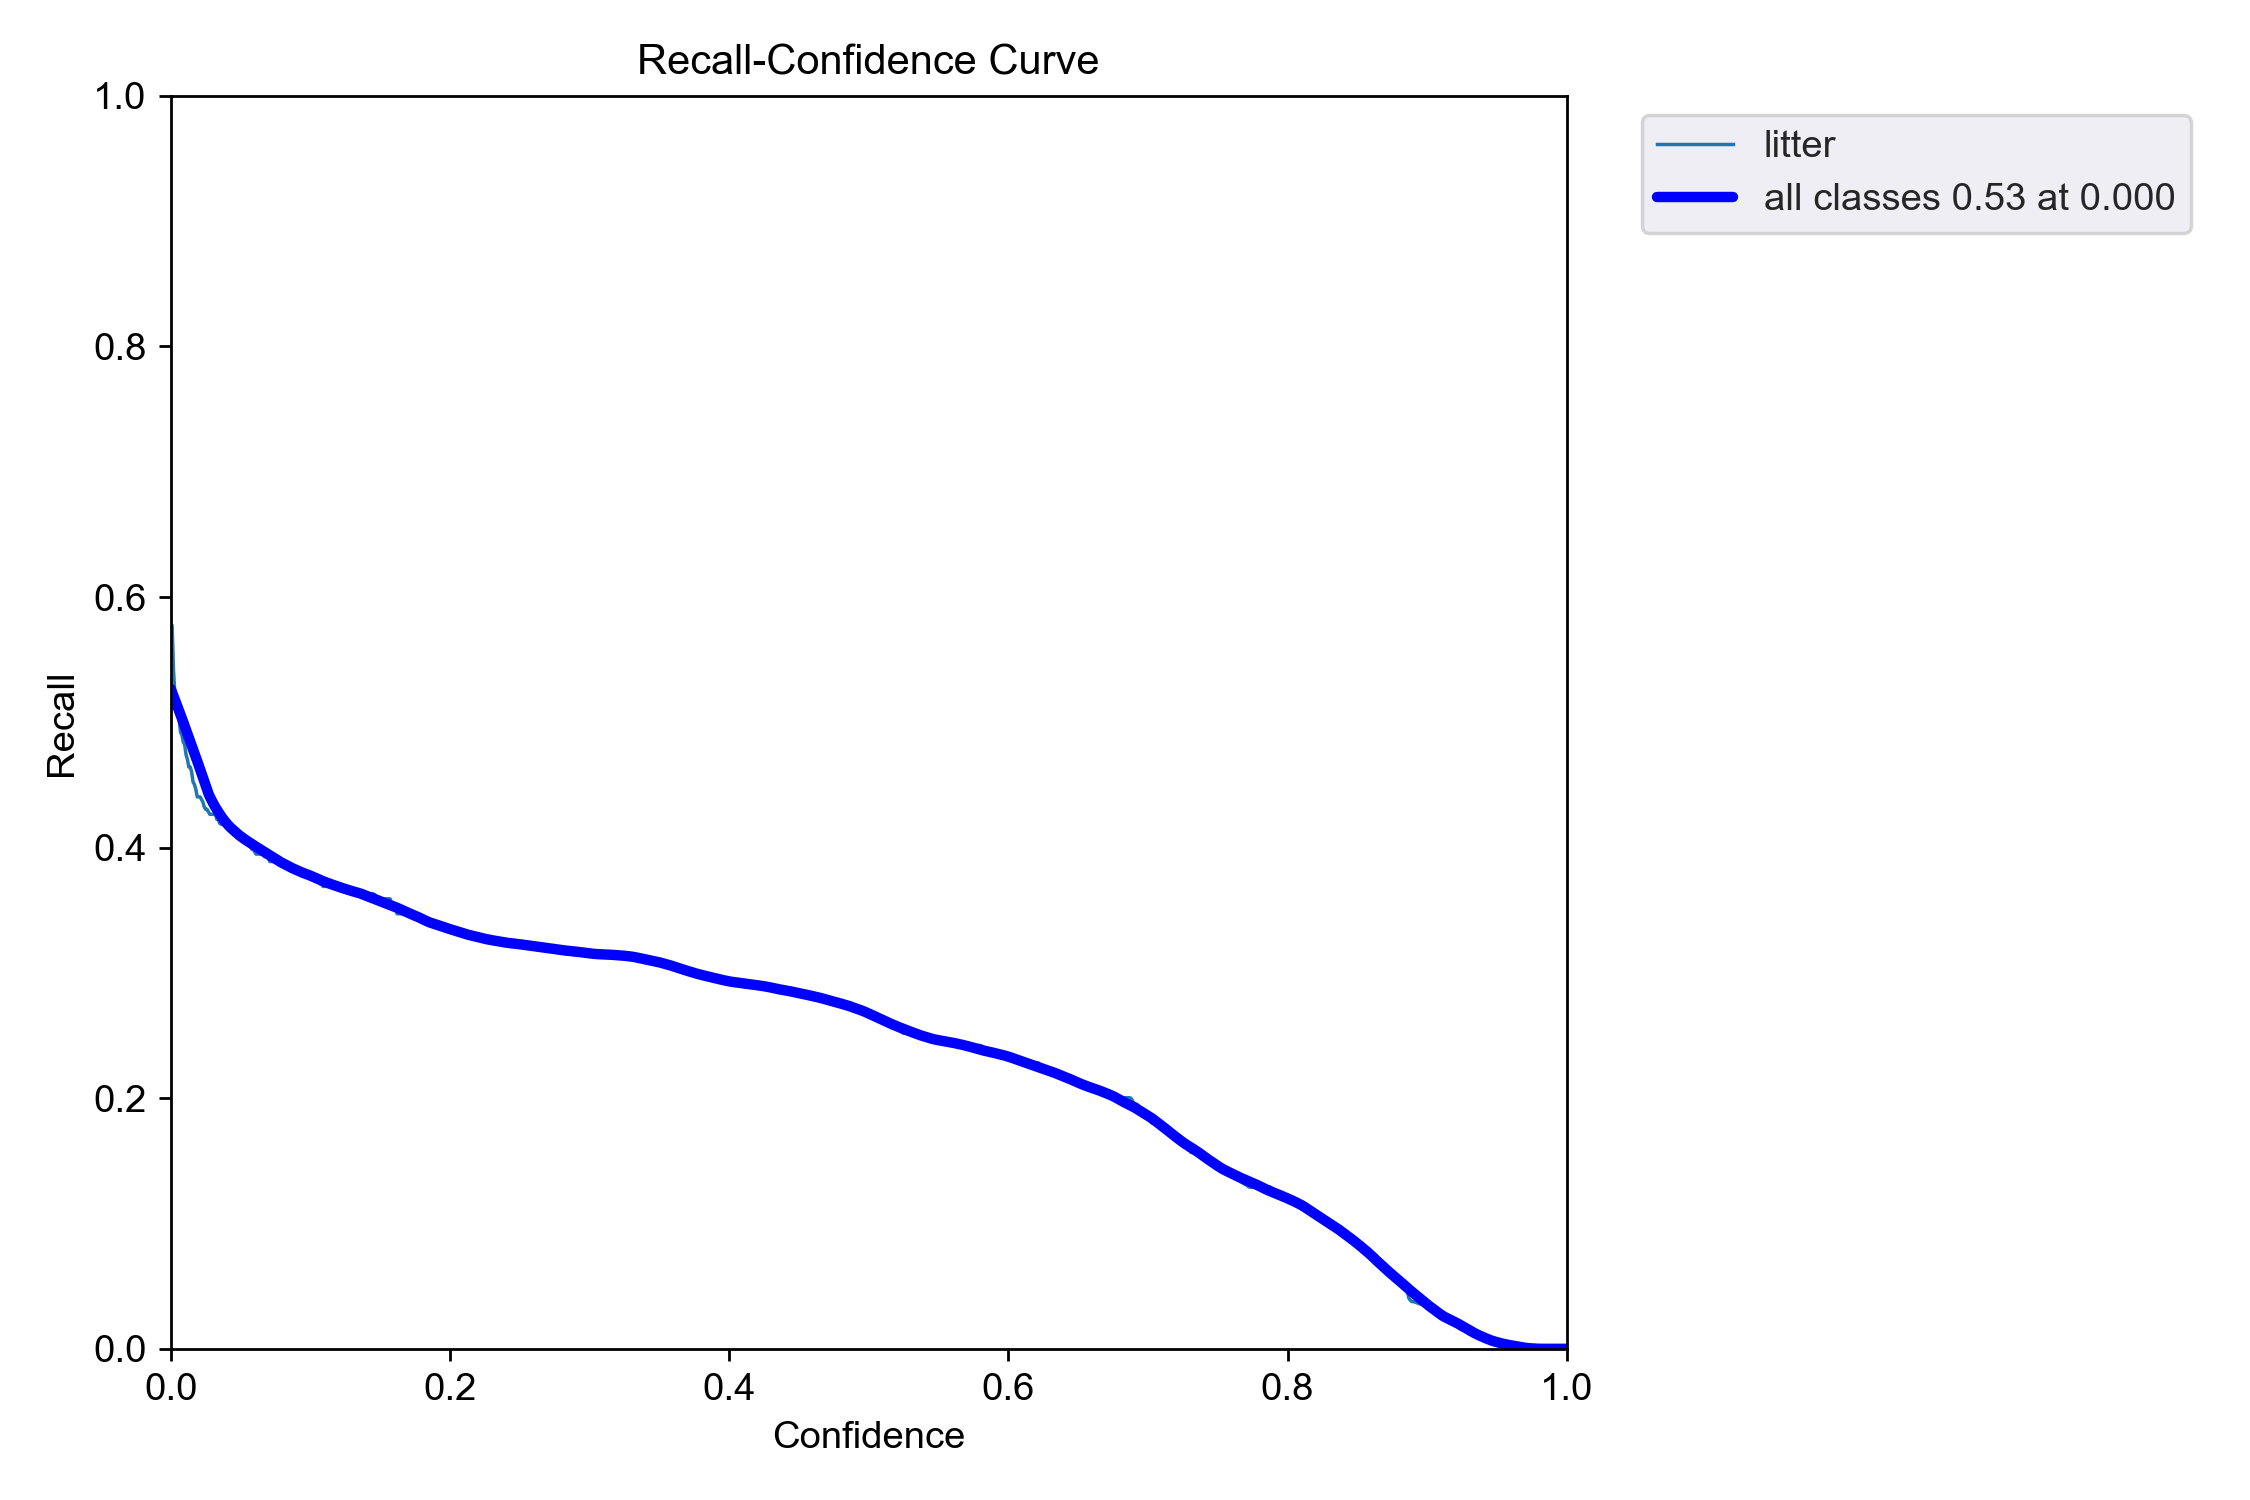 Recall-Confidence Curve
1.0
0.8
0.6
0.4
0.2
0.0
Recall
0.0 0.2 0.4 0.6 0.8 1.0
Confidence
litter
all classes 0.53 at 0.000